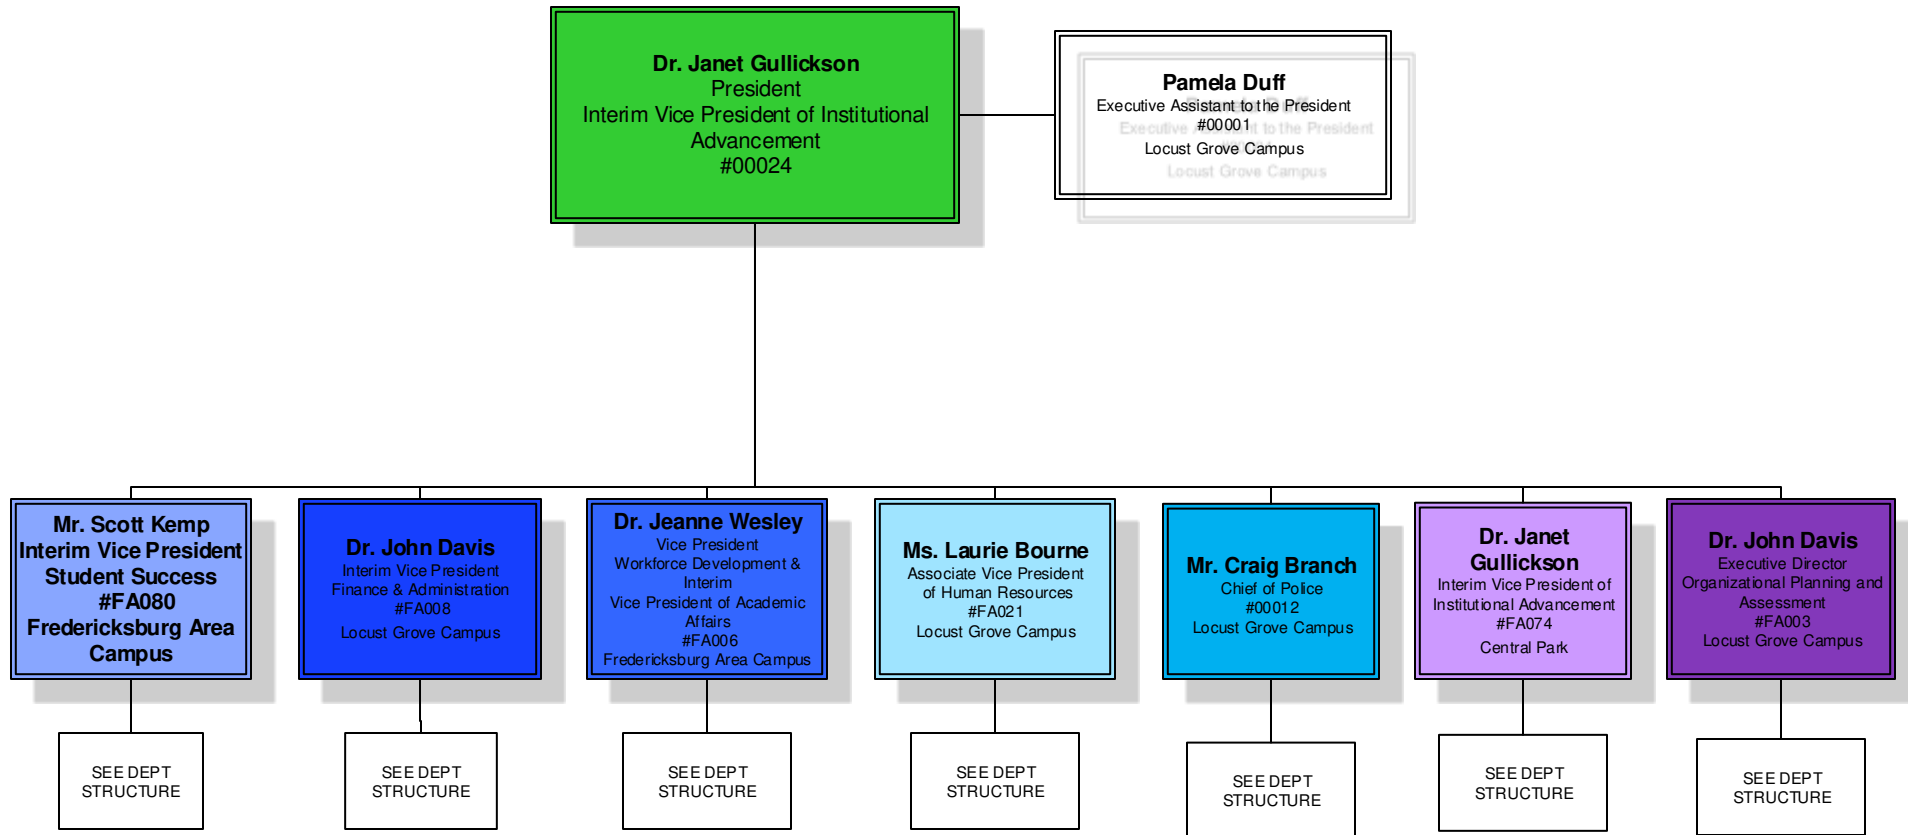 Dr. Janet Gullickson
President
Interim Vice President of Institutional
Advancement
#00024
Pamela Duff
Executive Assistant to the President
#00001
Locust Grove Campus
Mr. Scott Kemp
Interim Vice President
Student Success
#FA080
Fredericksburg Area
Campus
Dr. John Davis
Interim Vice President
Finance & Administration
#FA008
Locust Grove Campus
Dr. Jeanne Wesley
Vice President
Workforce Development &
Interim
Vice President of Academic
Affairs
#FA006
Fredericksburg Area Campus
Ms. Laurie Bourne
Associate Vice President
of Human Resources
#FA021
Locust Grove Campus
Mr. Craig Branch
Chief of Police
#00012
Locust Grove Campus
Dr. Janet
Gullickson
Interim Vice President of
Institutional Advancement
#FA074
Central Park
Dr. John Davis
Executive Director
Organizational Planning and
Assessment
#FA003
Locust Grove Campus
SEE DEPT
STRUCTURE
SEE DEPT
STRUCTURE
SEE DEPT
STRUCTURE
SEE DEPT
STRUCTURE
SEE DEPT
STRUCTURE
SEE DEPT
STRUCTURE
SEE DEPT
STRUCTURE